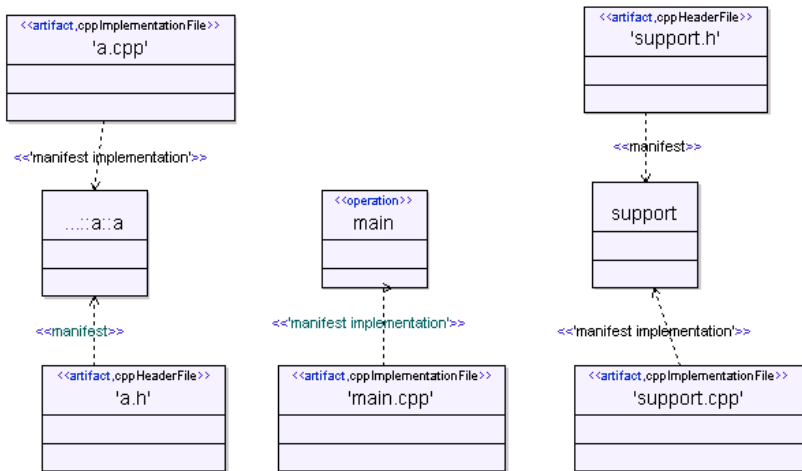 <<artifact,cppImplementationFile>>
'a.cpp'
<<artifact,cppHeaderFile>>
'support.h'
<<'manifest implementation'>>
<<manifest>>
...::a::a
<<operation>>
main
support
<<manifest>>
<<'manifest implementation'>>
<<'manifest implementation'>>
<<artifact,cppHeaderFile>>
'a.h'
<<artifact,cppImplementationFile>>
'main.cpp'
<<artifact,cppImplementationFile>>
'support.cpp'